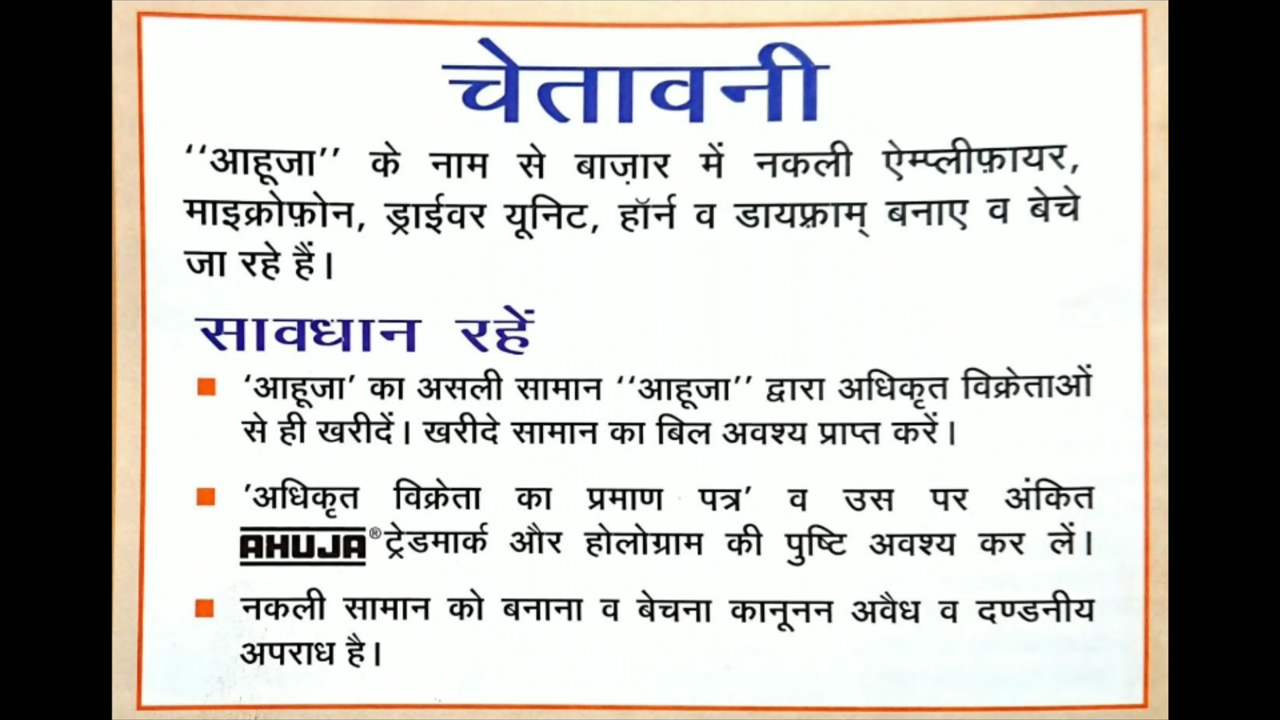 चेतावनी
‘‘आहूजा’’ के नाम से बाज़ार में नकली ऐम्प्लीफ़ायर,
माइक्रोफ़ोन, ड्राईवर यूनिट, हॉर्न व डायफ़्राम् बनाए व बेचे
जा रहे हैं।
सावधान रहें
‘आहूजा’ का असली सामान ‘‘आहूजा’’ द्वारा अधिकृत विक्रेताओं
से ही खरीदें। खरीदे सामान का बिल अवश्य प्राप्त करें।
’अधिकृत विक्रेता का प्रमाण पत्र’ व उस पर अंकित
AHUJA® ट्रेडमार्क और होलोग्राम की पुष्टि अवश्य कर लें।
नकली सामान को बनाना व बेचना कानूनन अवैध व दण्डनीय
अपराध है।